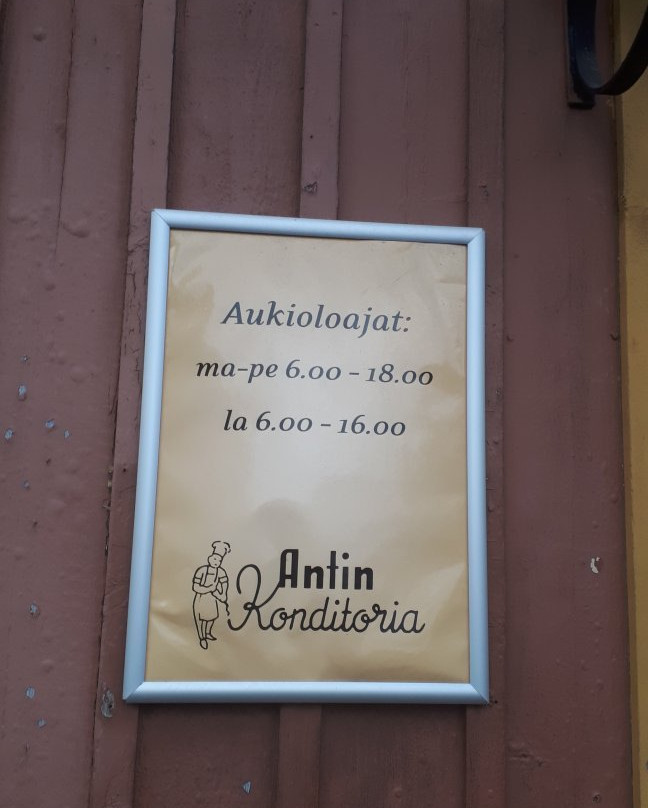 Aukioloajat:
ma-pe 6.00 - 18.00
la 6.00 - 16.00
Antin
Konditoria